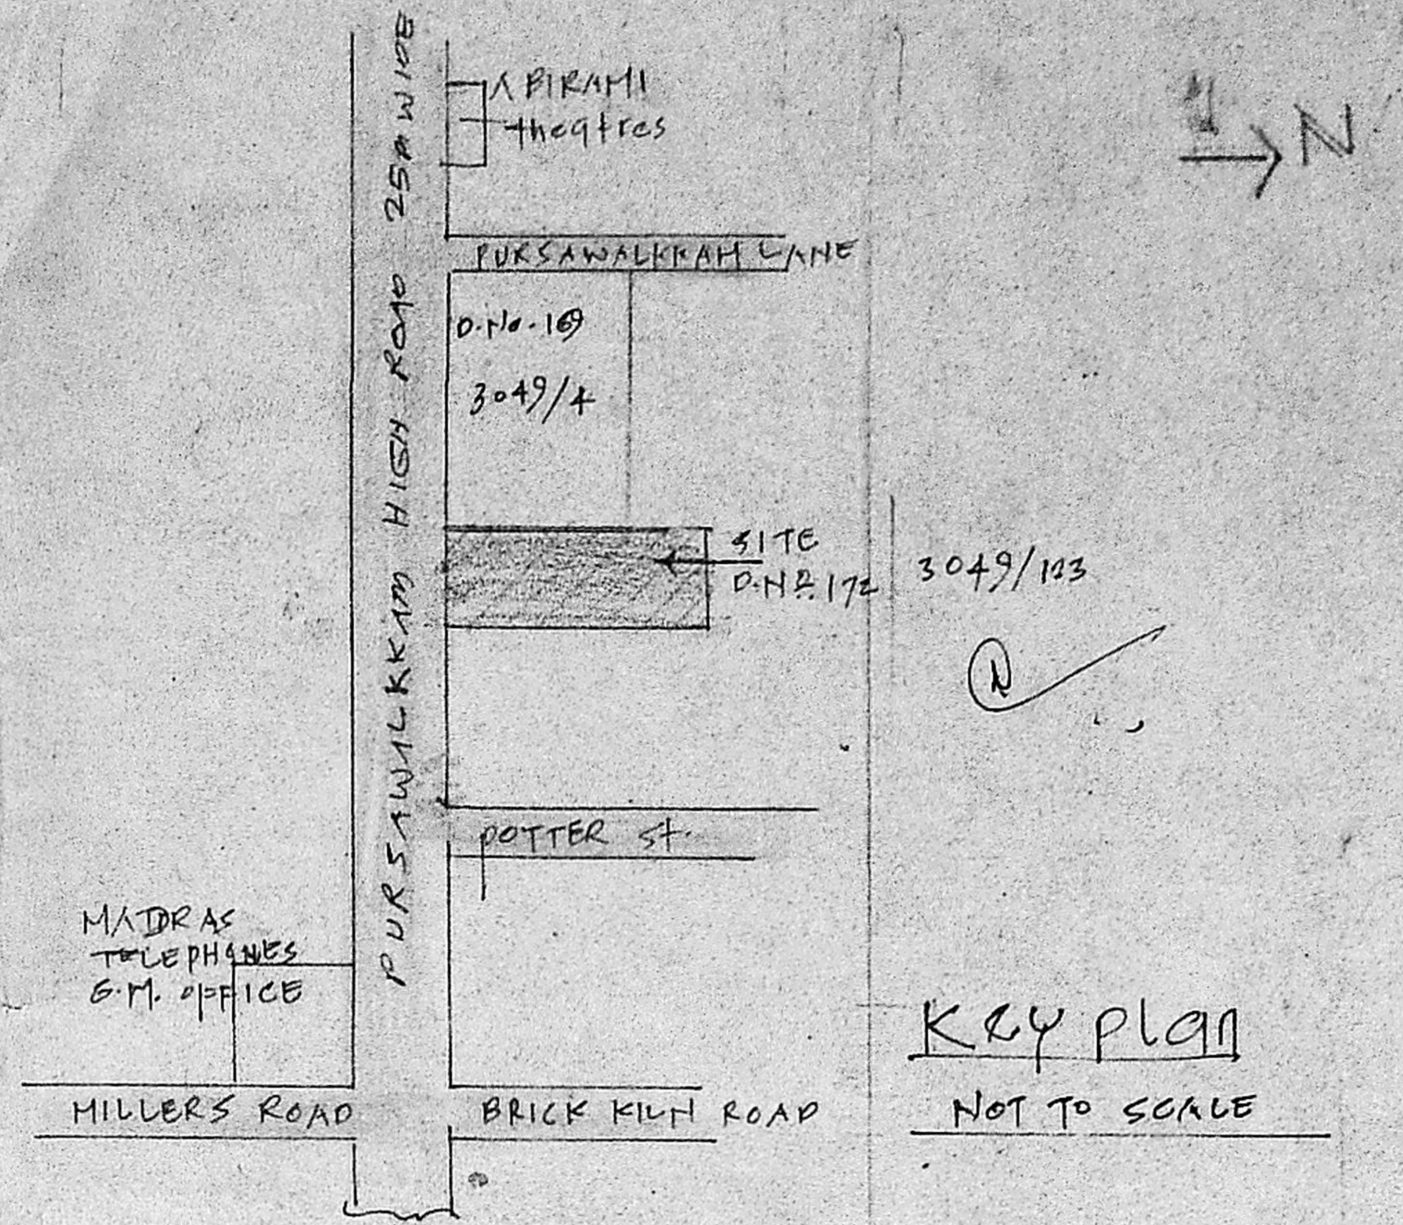 ABIRAMI
theatres
N
PURSAWALKKAM HIGH ROAD 25M WIDE
PURSAWALKKAM LANE
D.No.169
3049/4
SITE
D.No.172
3049/123
POTTER St.
MADRAS
TELEPHONES
G.M. OFFICE
MILLERS ROAD
BRICK KILN ROAD
Key plan
NOT TO SCALE